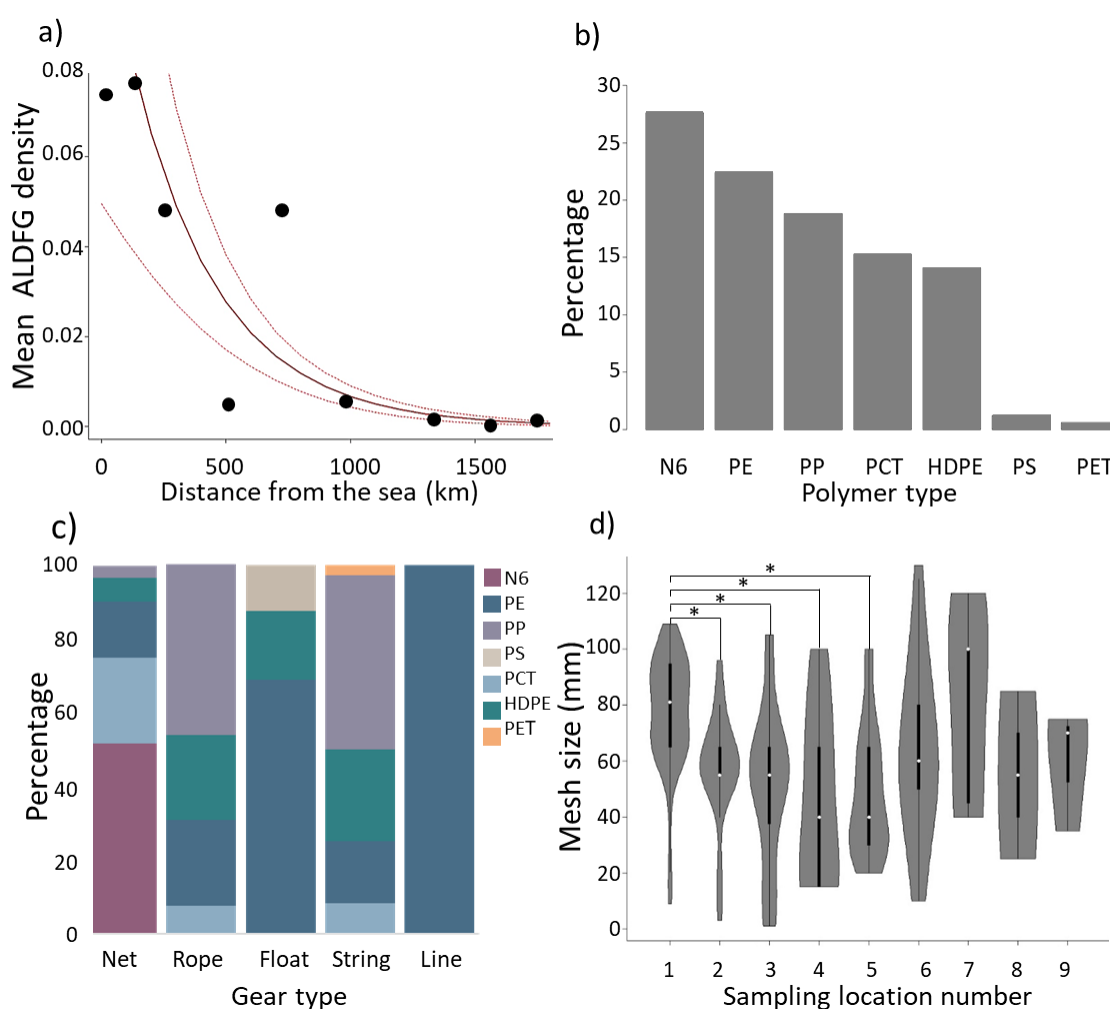 a)
Mean ALDFG density
0.08
0.06
0.04
0.02
0.00
0 500 1000 1500
Distance from the sea (km)
b)
Percentage
30
25
20
15
10
5
0
N6 PE PP PCT HDPE PS PET
Polymer type
c)
Percentage
100
80
60
40
20
0
Net Rope Float String Line
Gear type
N6
PE
PP
PS
PCT
HDPE
PET
d)
Mesh size (mm)
120
100
80
60
40
20
0
*
*
*
*
1 2 3 4 5 6 7 8 9
Sampling location number